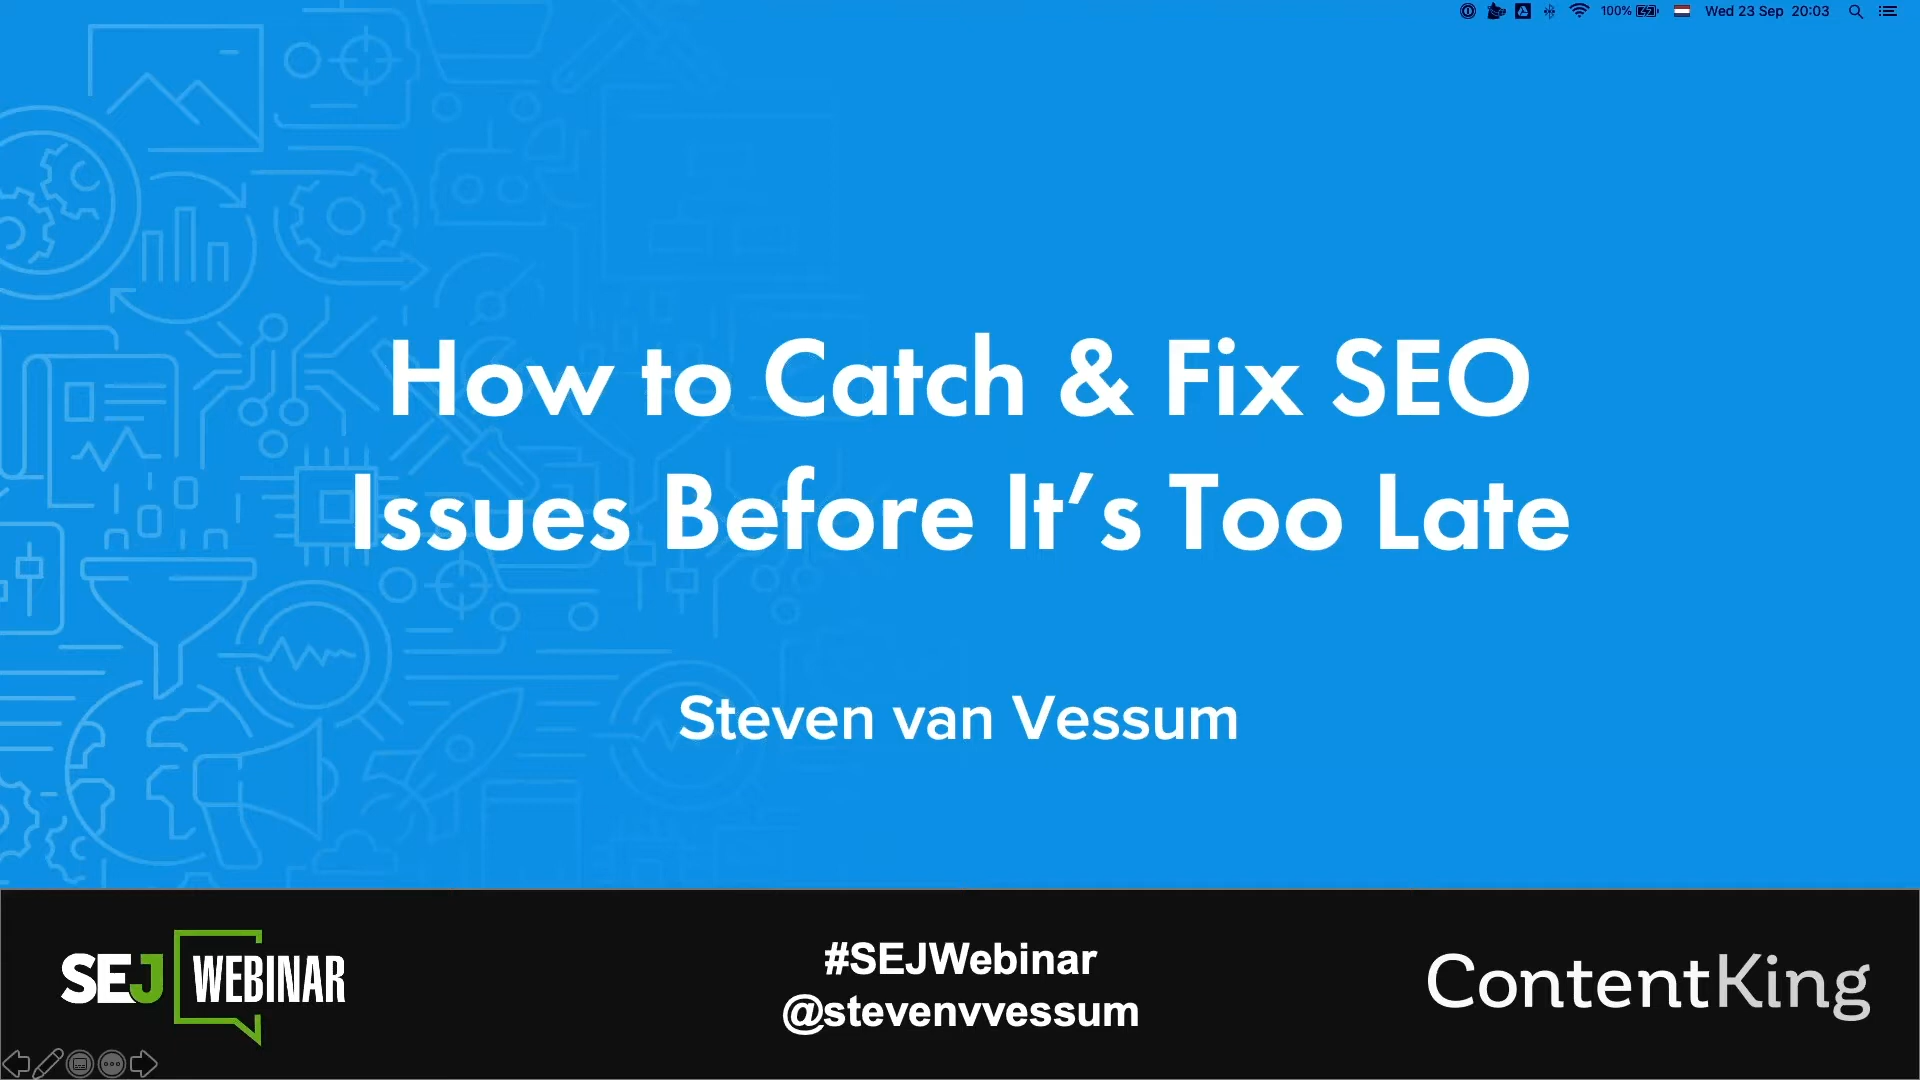 100% Wed 23 Sep 20:03
How to Catch & Fix SEO
Issues Before It’s Too Late
Steven van Vessum
SEJ WEBINAR
#SEJWebinar
@stevenvvessum
ContentKing